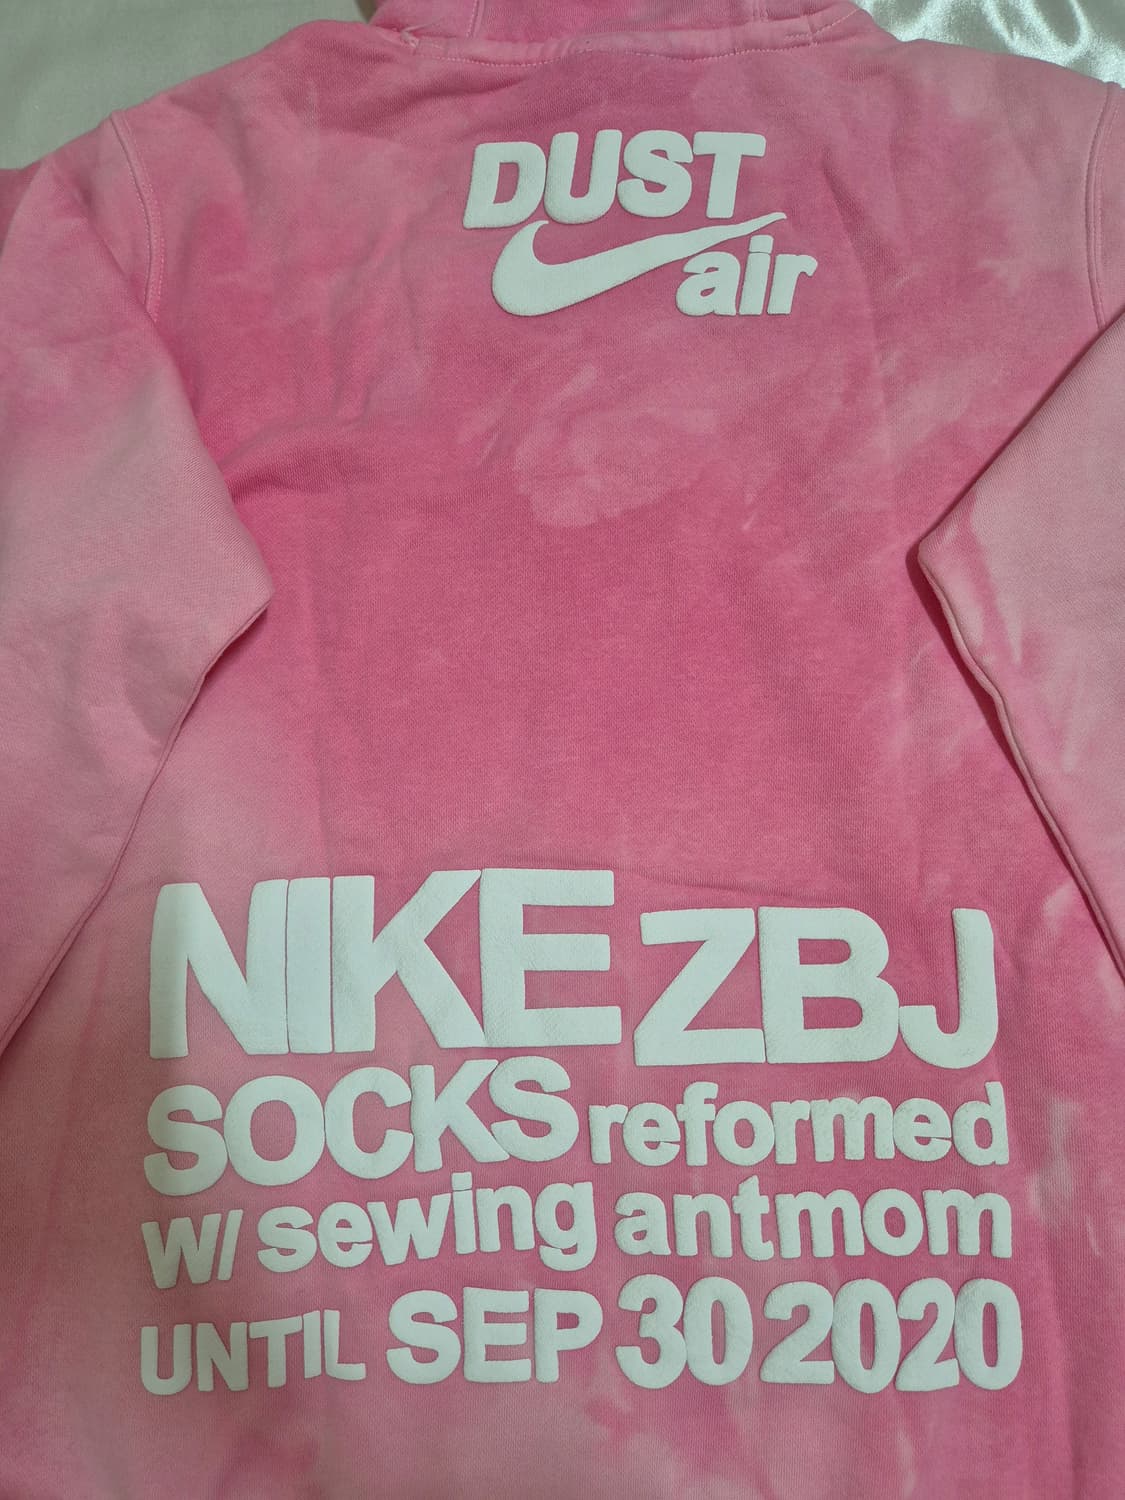 DUST
air
NIKE ZBJ
SOCKS reformed
W/ sewing antmom
UNTIL SEP 30 2020